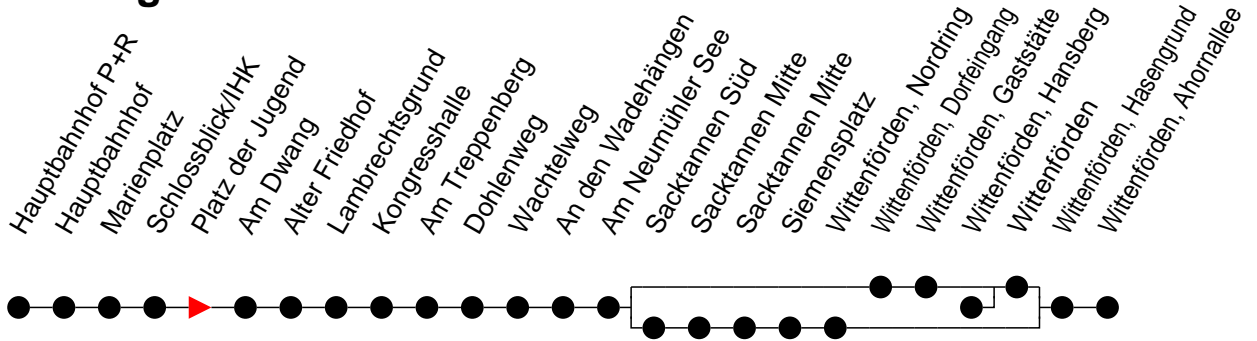 Hauptbahnhof P+R
Hauptbahnhof
Marienplatz
Schlossblick/IHK
Platz der Jugend
Am Dwang
Alter Friedhof
Lambrechtsgrund
Kongresshalle
Am Treppenberg
Dohlenweg
Wachtelweg
An den Wadehängen
Am Neumühler See
Sacktannen Süd
Sacktannen Mitte
Sacktannen Mitte
Siemensplatz
Wittenförden, Nordring
Wittenförden, Dorfeingang
Wittenförden, Gaststätte
Wittenförden, Hansberg
Wittenförden
Wittenförden, Hasengrund
Wittenförden, Ahornallee